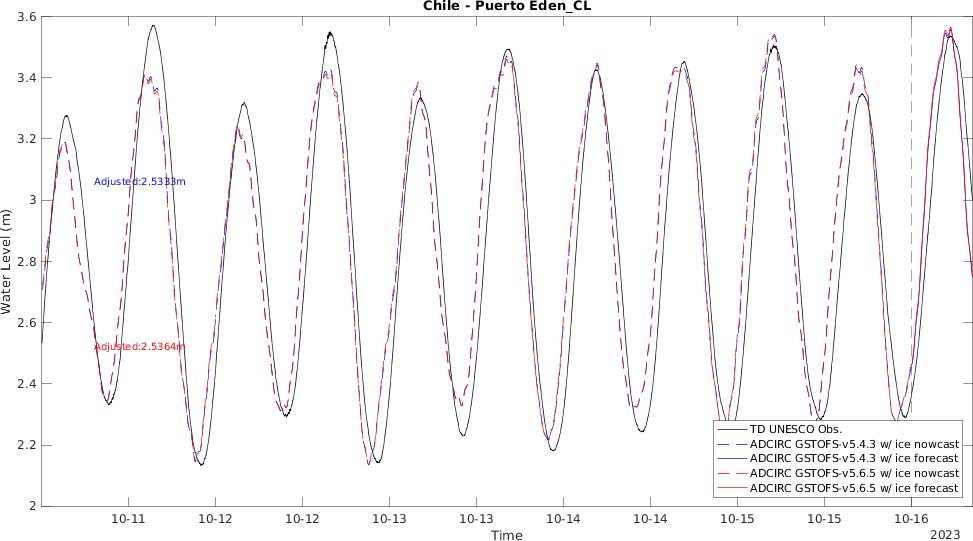 Chile - Puerto Eden_CL
3.6
3.4
3.2
3
2.8
2.6
2.4
2.2
2
Water Level (m)
Adjusted:2.5333m
Adjusted:2.5364m
TD UNESCO Obs.
ADCIRC GSTOFS-v5.4.3 w/ ice nowcast
ADCIRC GSTOFS-v5.4.3 w/ ice forecast
ADCIRC GSTOFS-v5.6.5 w/ ice nowcast
ADCIRC GSTOFS-v5.6.5 w/ ice forecast
10-11 10-12 10-12 10-13 10-13 10-14 10-14 10-15 10-15 10-16
Time
2023